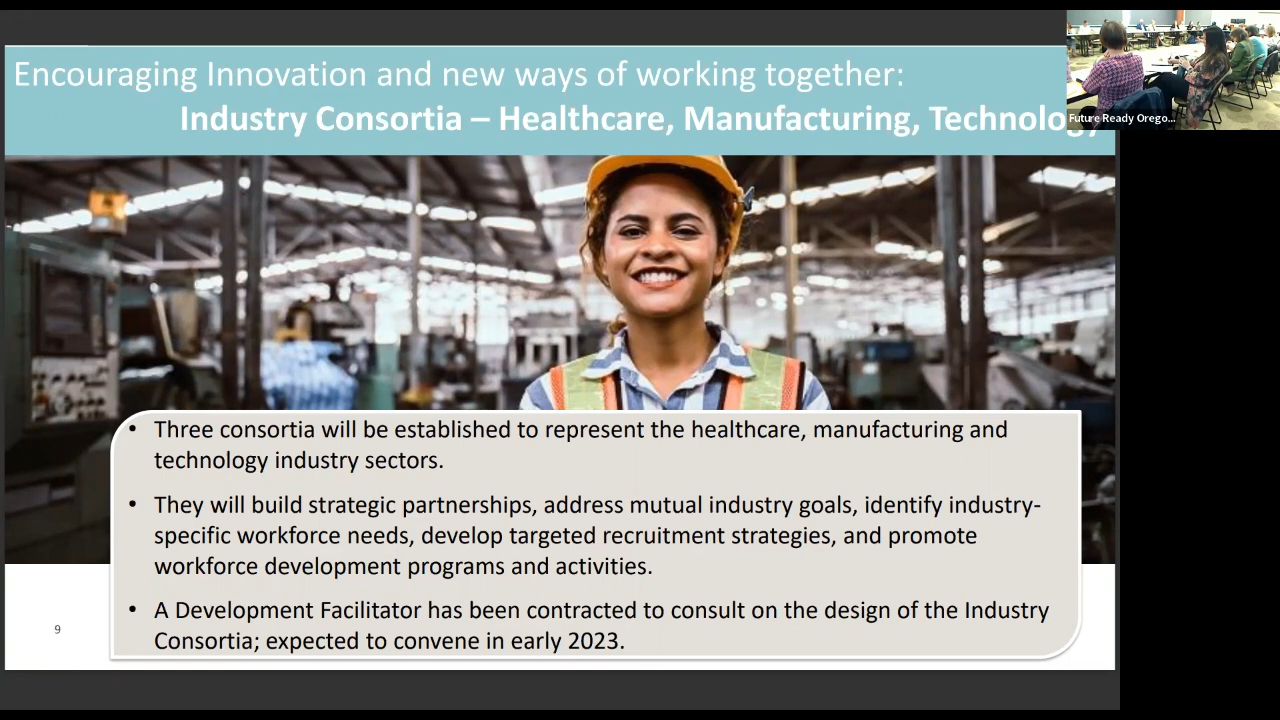 Encouraging Innovation and new ways of working together:
Industry Consortia – Healthcare, Manufacturing, Technology
Future Ready Orego...
• Three consortia will be established to represent the healthcare, manufacturing and
technology industry sectors.
• They will build strategic partnerships, address mutual industry goals, identify industry-
specific workforce needs, develop targeted recruitment strategies, and promote
workforce development programs and activities.
• A Development Facilitator has been contracted to consult on the design of the Industry
Consortia; expected to convene in early 2023.
9